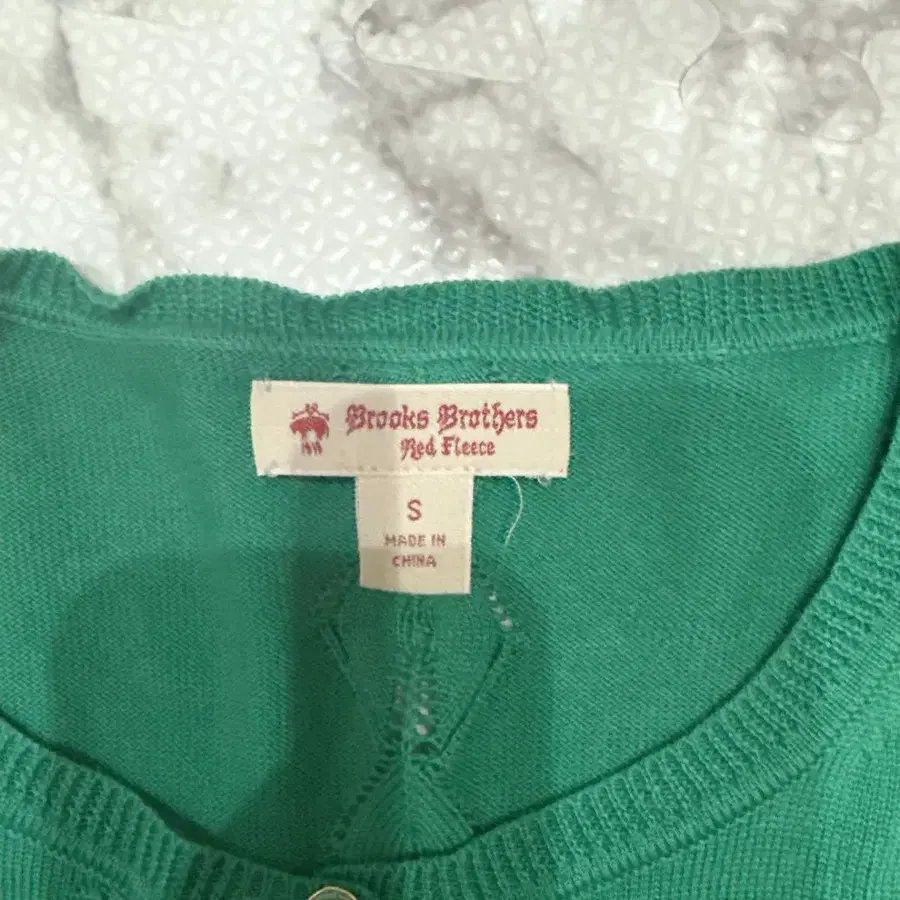 Brooks Brothers
Red Fleece
S
MADE IN
CHINA